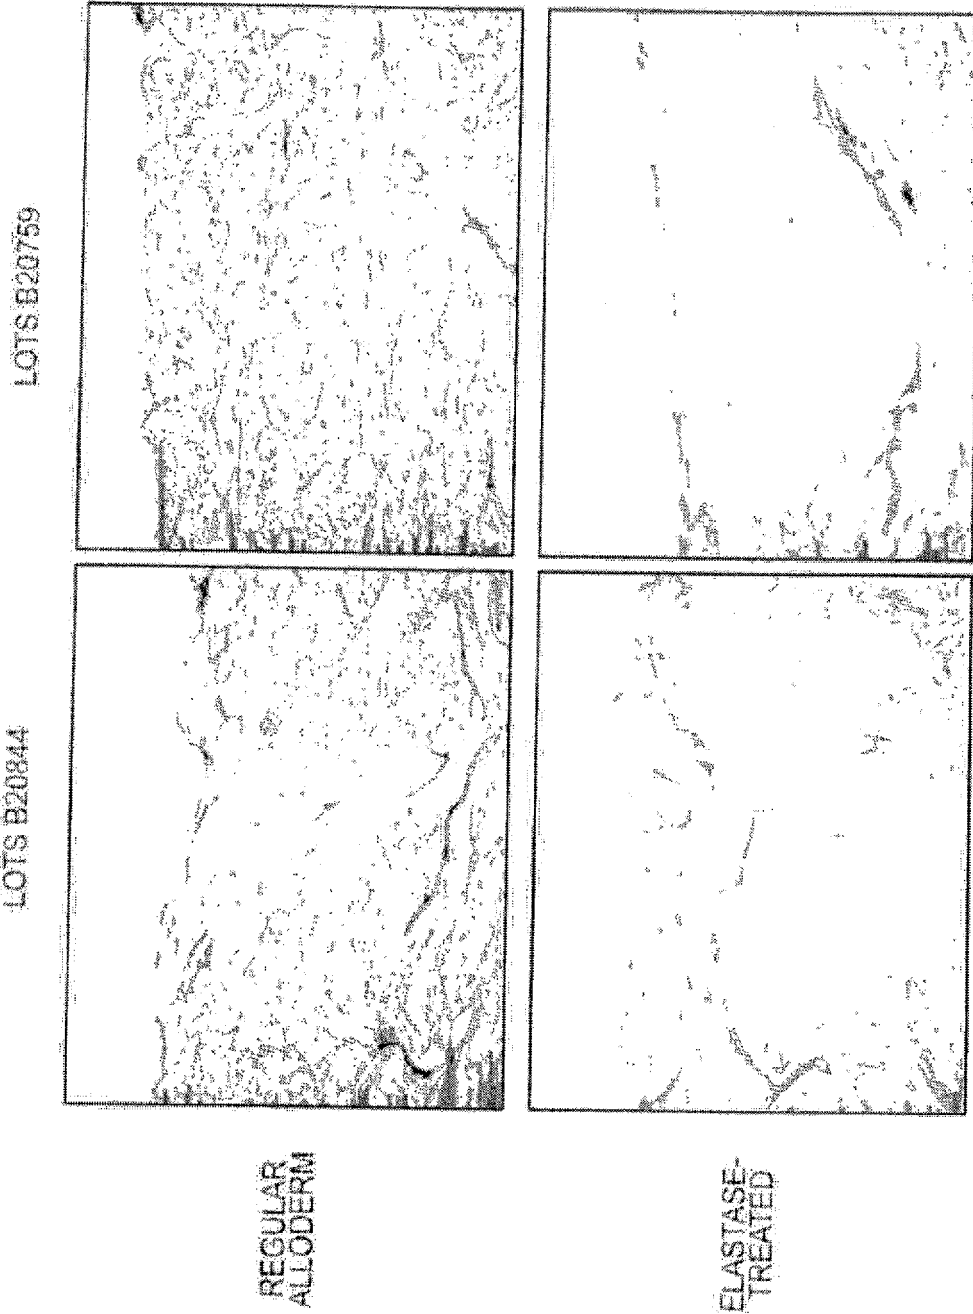 LOTS B20844
LOTS B20759
REGULAR
ALLODERM
ELASTASE-
TREATED